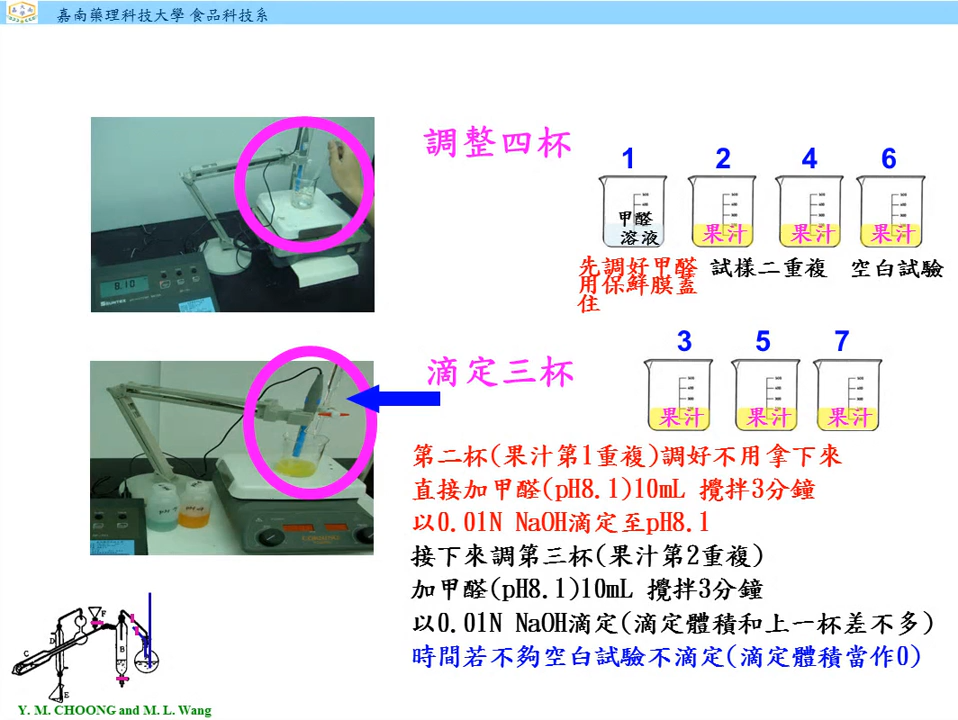 嘉南藥理科技大學 食品科技系
調整四杯
1 2 4 6
甲醛
溶液
果汁 果汁 果汁
先調好甲醛
用保鮮膜蓋
住
試樣二重複 空白試驗
8.10
SUNTEX
滴定三杯
3 5 7
果汁 果汁 果汁
第二杯(果汁第1重複)調好不用拿下來
直接加甲醛(pH8.1)10mL 攪拌3分鐘
以0.01N NaOH滴定至pH8.1
接下來調第三杯(果汁第2重複)
加甲醛(pH8.1)10mL 攪拌3分鐘
以0.01N NaOH滴定(滴定體積和上一杯差不多)
時間若不夠空白試驗不滴定(滴定體積當作0)
CORNING
F
D
C
B
E
Y. M. CHOONG and M. L. Wang